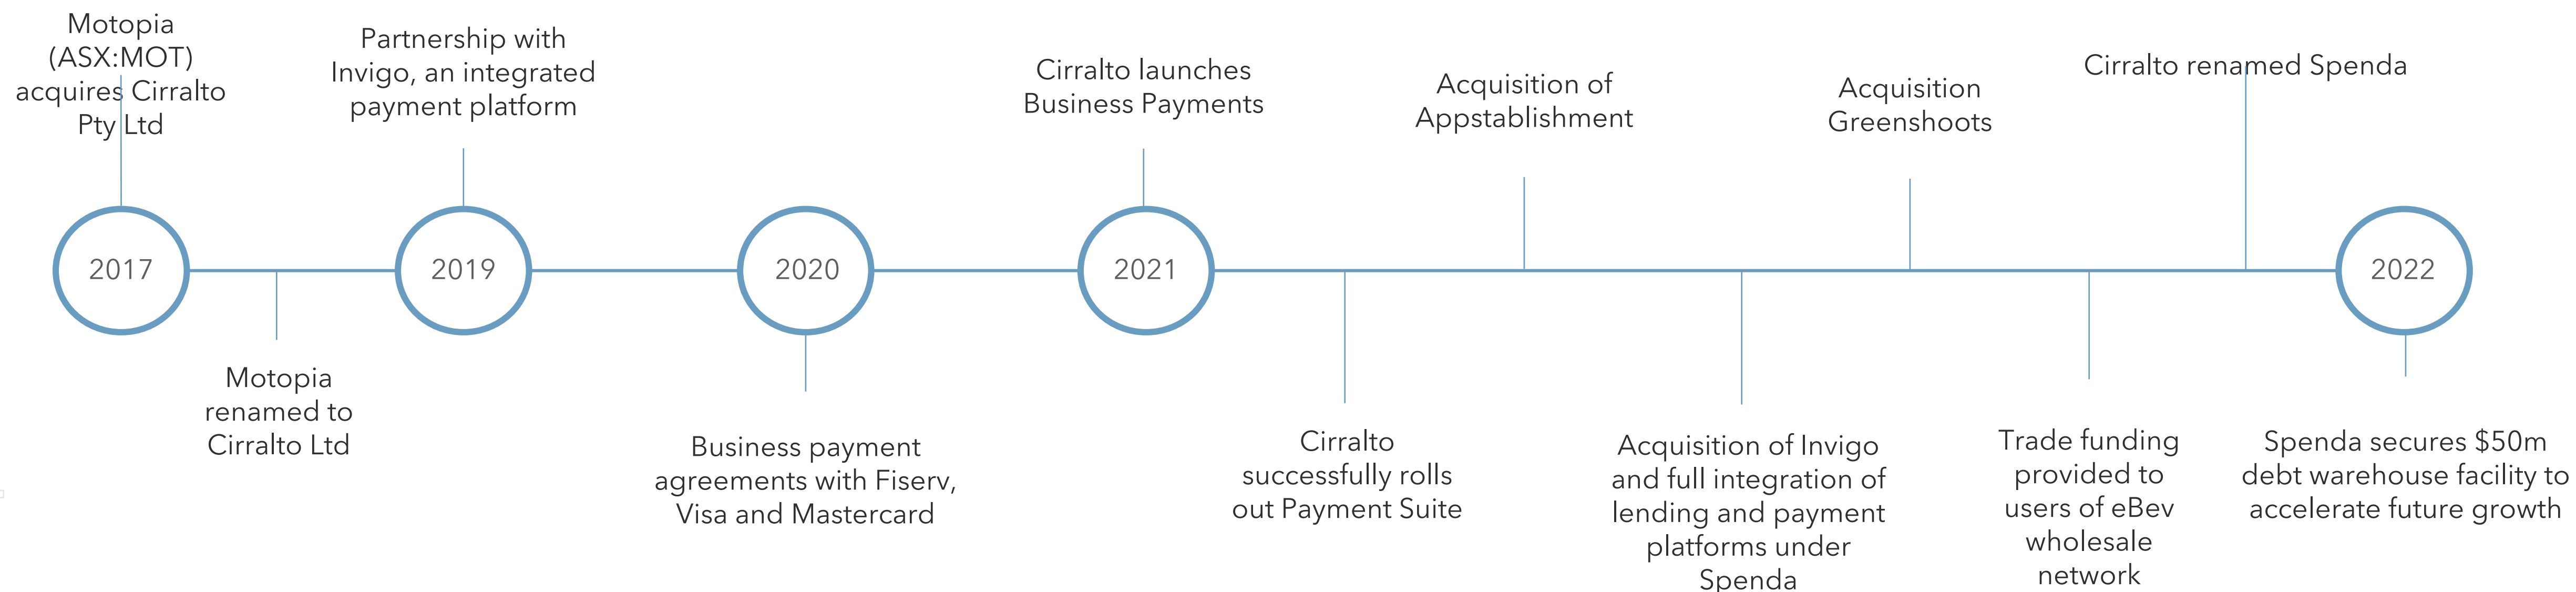 Motopia
(ASX:MOT)
acquires Cirralto
Pty Ltd
Partnership with
Invigo, an integrated
payment platform
Cirralto launches
Business Payments
Acquisition of
Appstablishment
Acquisition
Greenshoots
Cirralto renamed Spenda
2017
2019
2020
2021
2022
Motopia
renamed to
Cirralto Ltd
Business payment
agreements with Fiserv,
Visa and Mastercard
Cirralto
successfully rolls
out Payment Suite
Acquisition of Invigo
and full integration of
lending and payment
platforms under
Spenda
Trade funding
provided to
users of eBev
wholesale
network
Spenda secures $50m
debt warehouse facility to
accelerate future growth